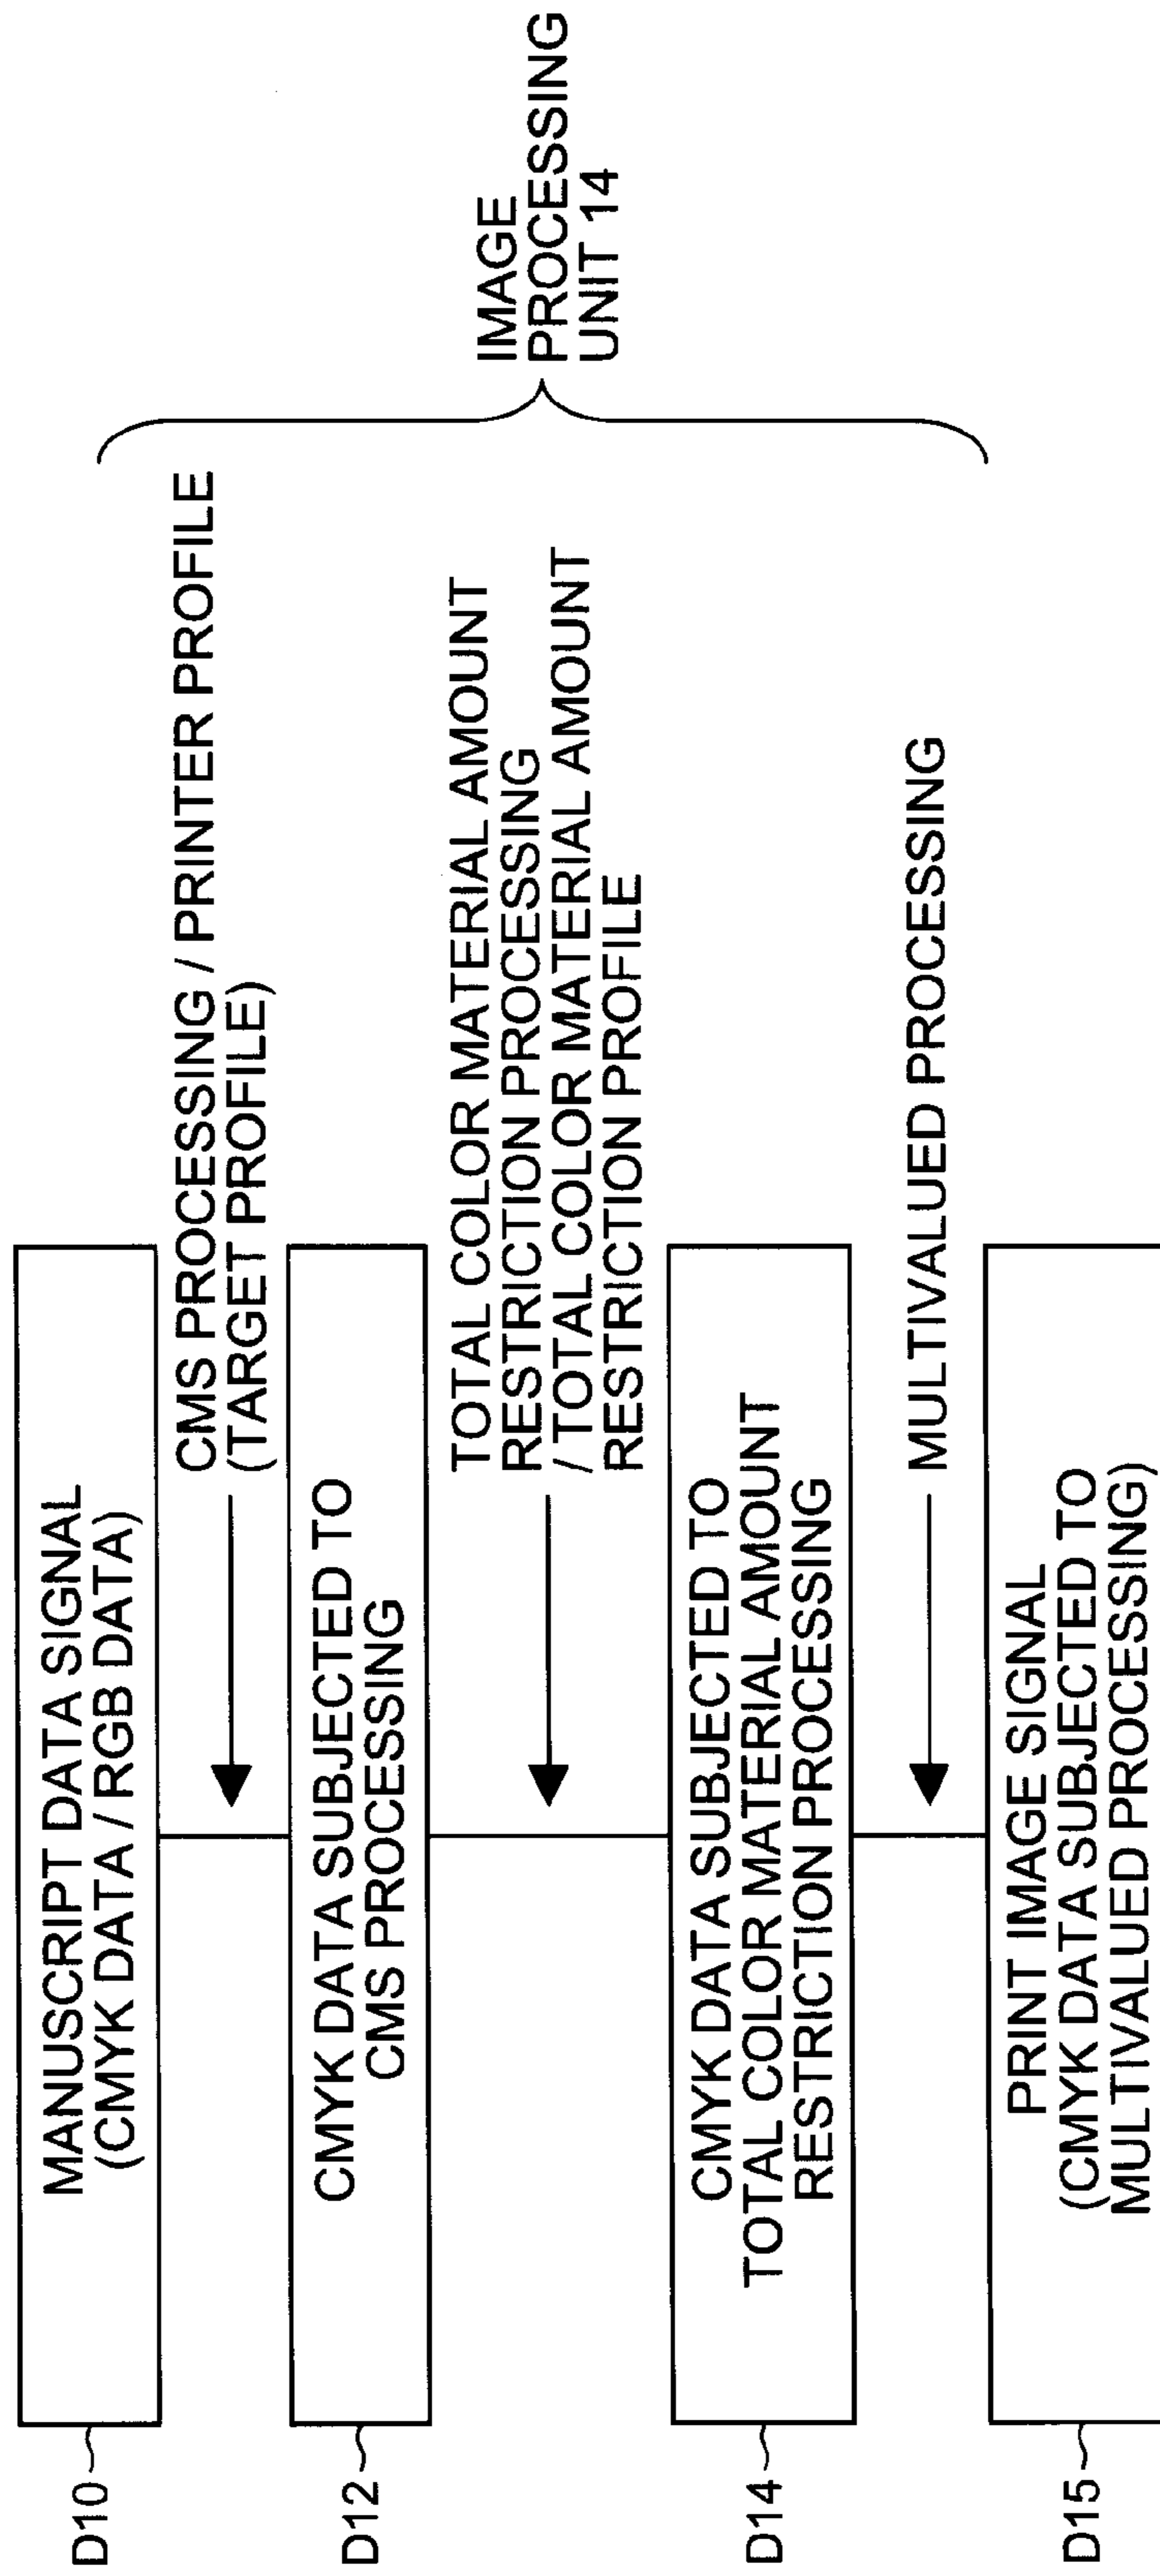 D10
MANUSCRIPT DATA SIGNAL
(CMYK DATA / RGB DATA)
CMS PROCESSING / PRINTER PROFILE
(TARGET PROFILE)
D12
CMYK DATA SUBJECTED TO
CMS PROCESSING
TOTAL COLOR MATERIAL AMOUNT
RESTRICTION PROCESSING
/ TOTAL COLOR MATERIAL AMOUNT
RESTRICTION PROFILE
IMAGE
PROCESSING
UNIT 14
D14
CMYK DATA SUBJECTED TO
TOTAL COLOR MATERIAL AMOUNT
RESTRICTION PROCESSING
MULTIVALUED PROCESSING
D15
PRINT IMAGE SIGNAL
(CMYK DATA SUBJECTED TO
MULTIVALUED PROCESSING)